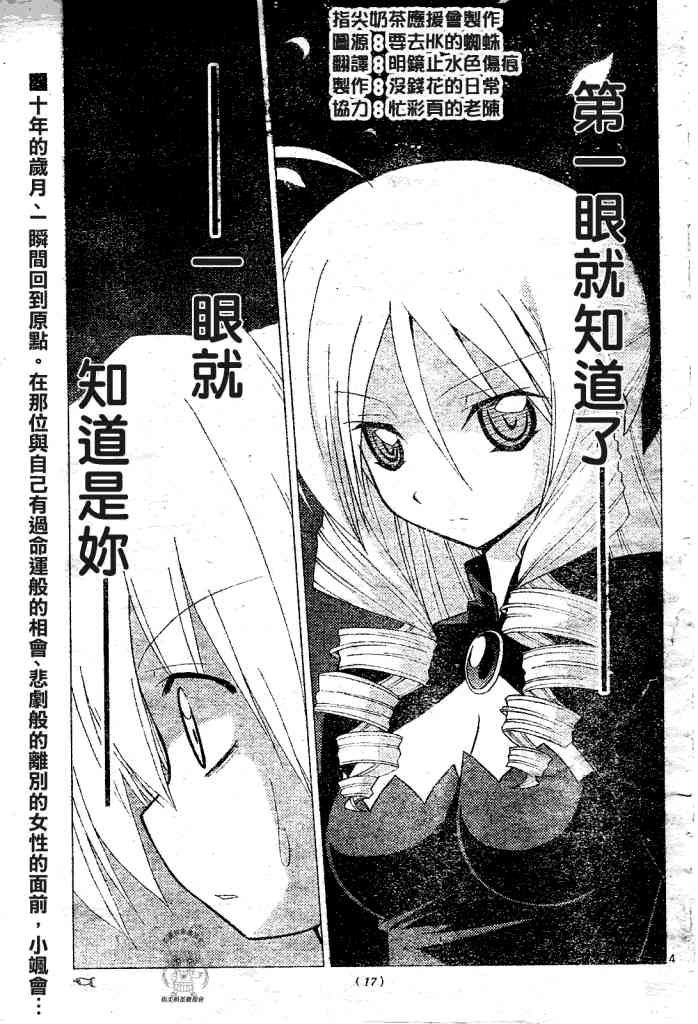 指尖奶茶應援會製作
圖源：要去HK的蜘蛛
翻譯：明鏡止水色傷痕
製作：沒錢花的日常
協力：忙彩頁的老陳
第一眼就知道了——
——一眼就
知道是妳——
十年的歲月、一瞬間回到原點。在那位與自己有過命運般的相會、悲劇般的離別的女性的面前，小颯會…
(17)
4